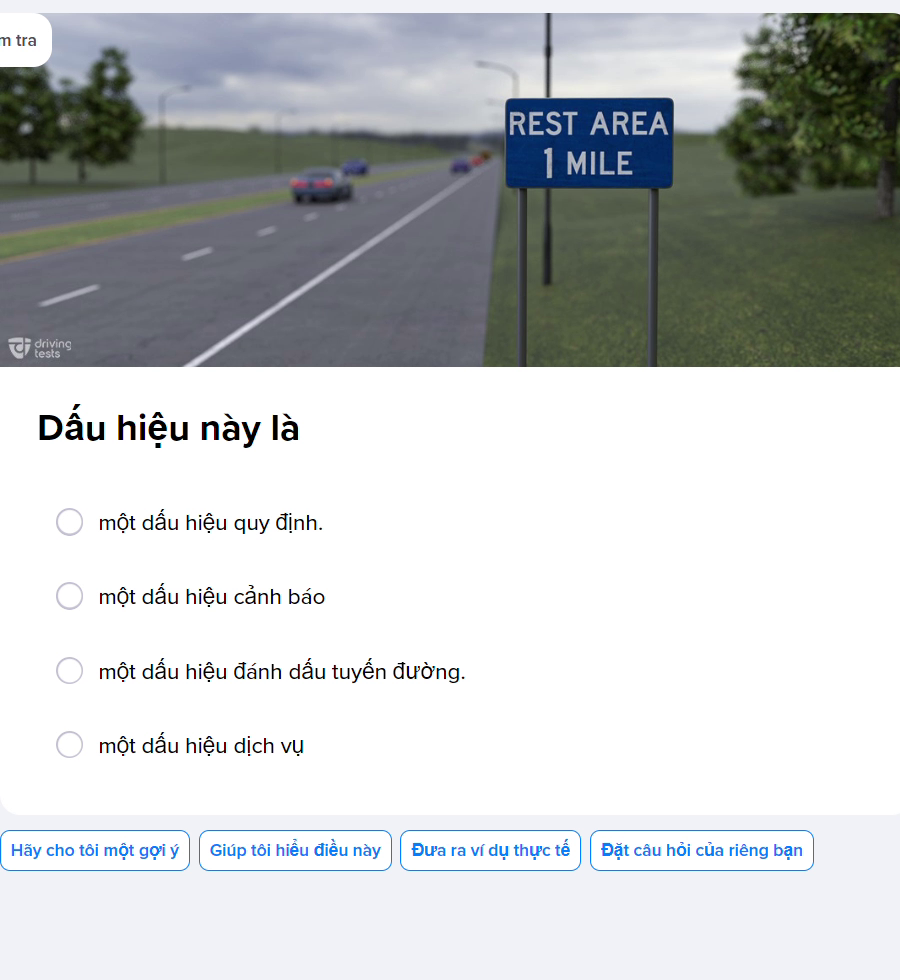 m tra
REST AREA
1 MILE
driving
tests
Dấu hiệu này là
một dấu hiệu quy định.
một dấu hiệu cảnh báo
một dấu hiệu đánh dấu tuyến đường.
một dấu hiệu dịch vụ
Hãy cho tôi một gợi ý
Giúp tôi hiểu điều này
Đưa ra ví dụ thực tế
Đặt câu hỏi của riêng bạn